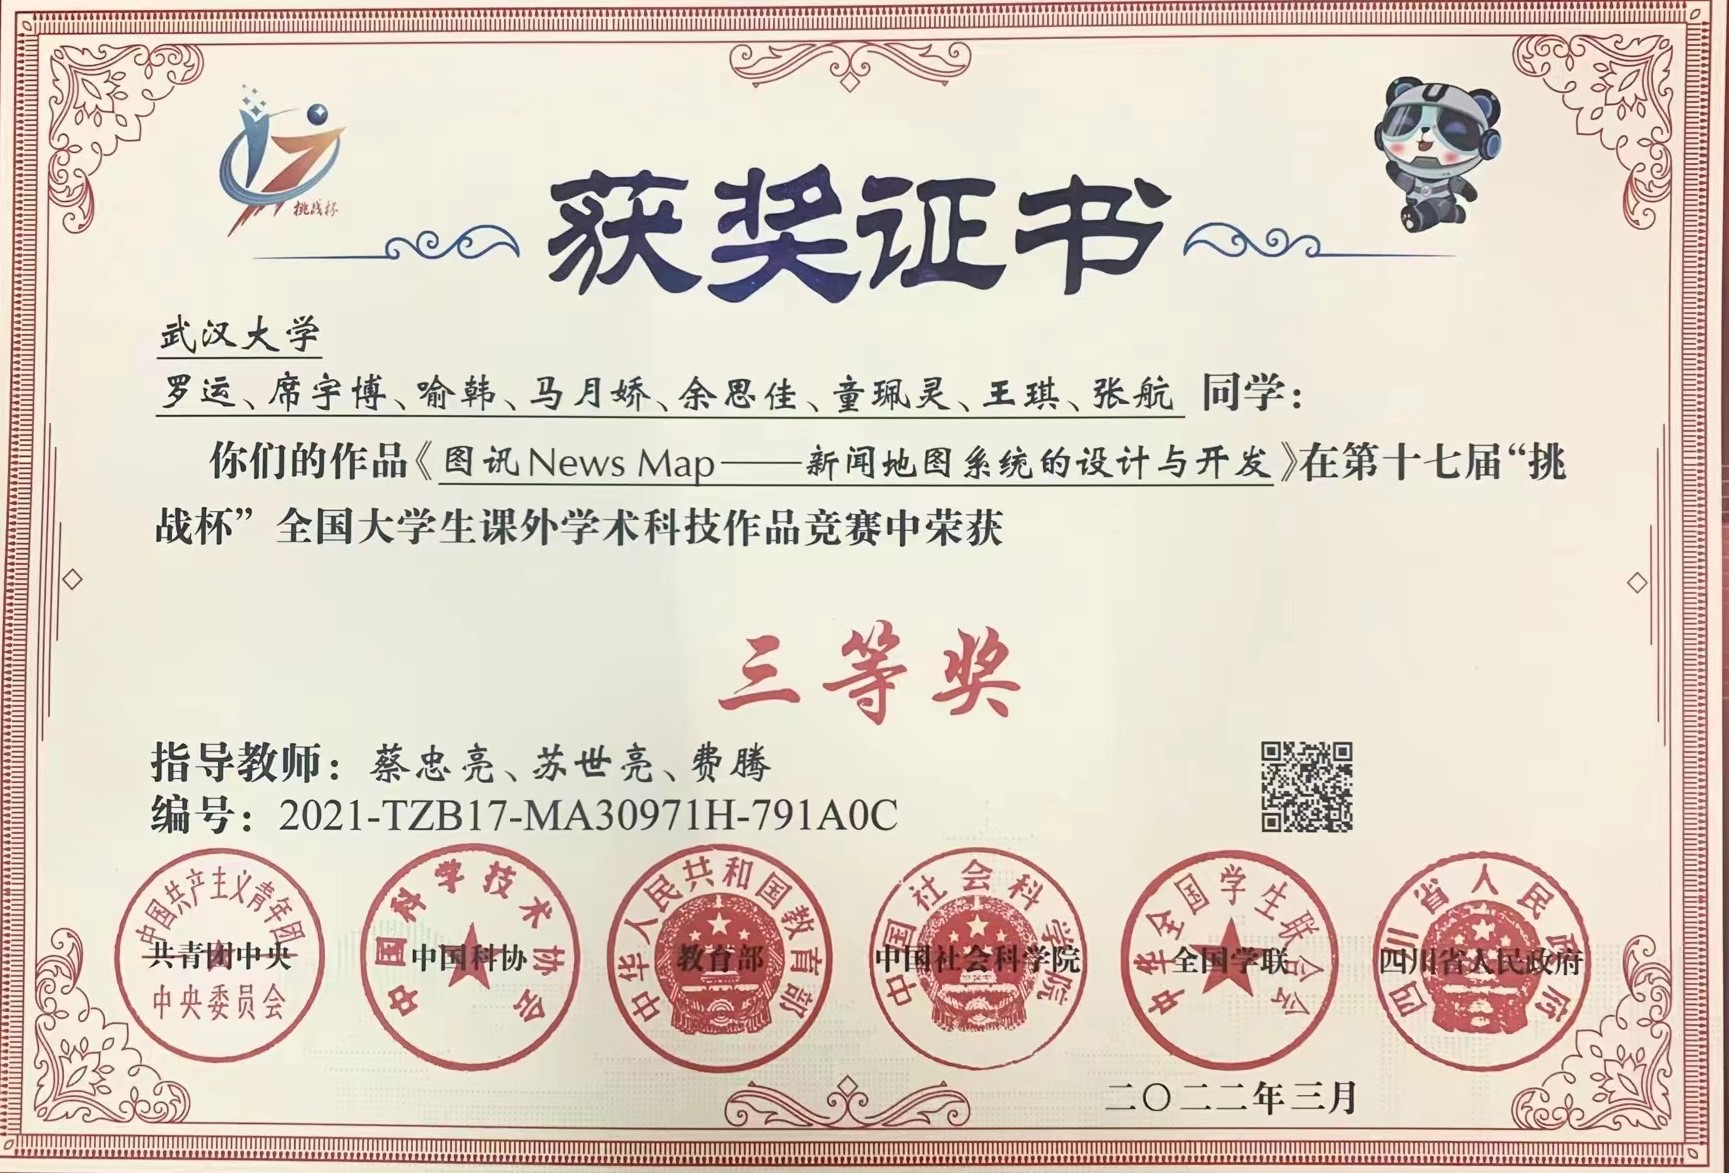 挑战杯
U
获奖证书
武汉大学
罗运、席宇博、喻韩、马月娇、余思佳、童珮灵、王琪、张航 同学：
你们的作品《图讯News Map——新闻地图系统的设计与开发》在第十七届“挑
战杯”全国大学生课外学术科技作品竞赛中荣获
三等奖
指导教师：蔡忠亮、苏世亮、费腾
编号：2021-TZB17-MA30971H-791A0C
中国共产主义青年团
中央委员会
共青团中央
中国科学技术协会
中国科协
中华人民共和国教育部
教育部
中国社会科学院
中国社会科学院
中华全国学生联合会
全国学联
四川省人民政府
四川省人民政府
二〇二二年三月